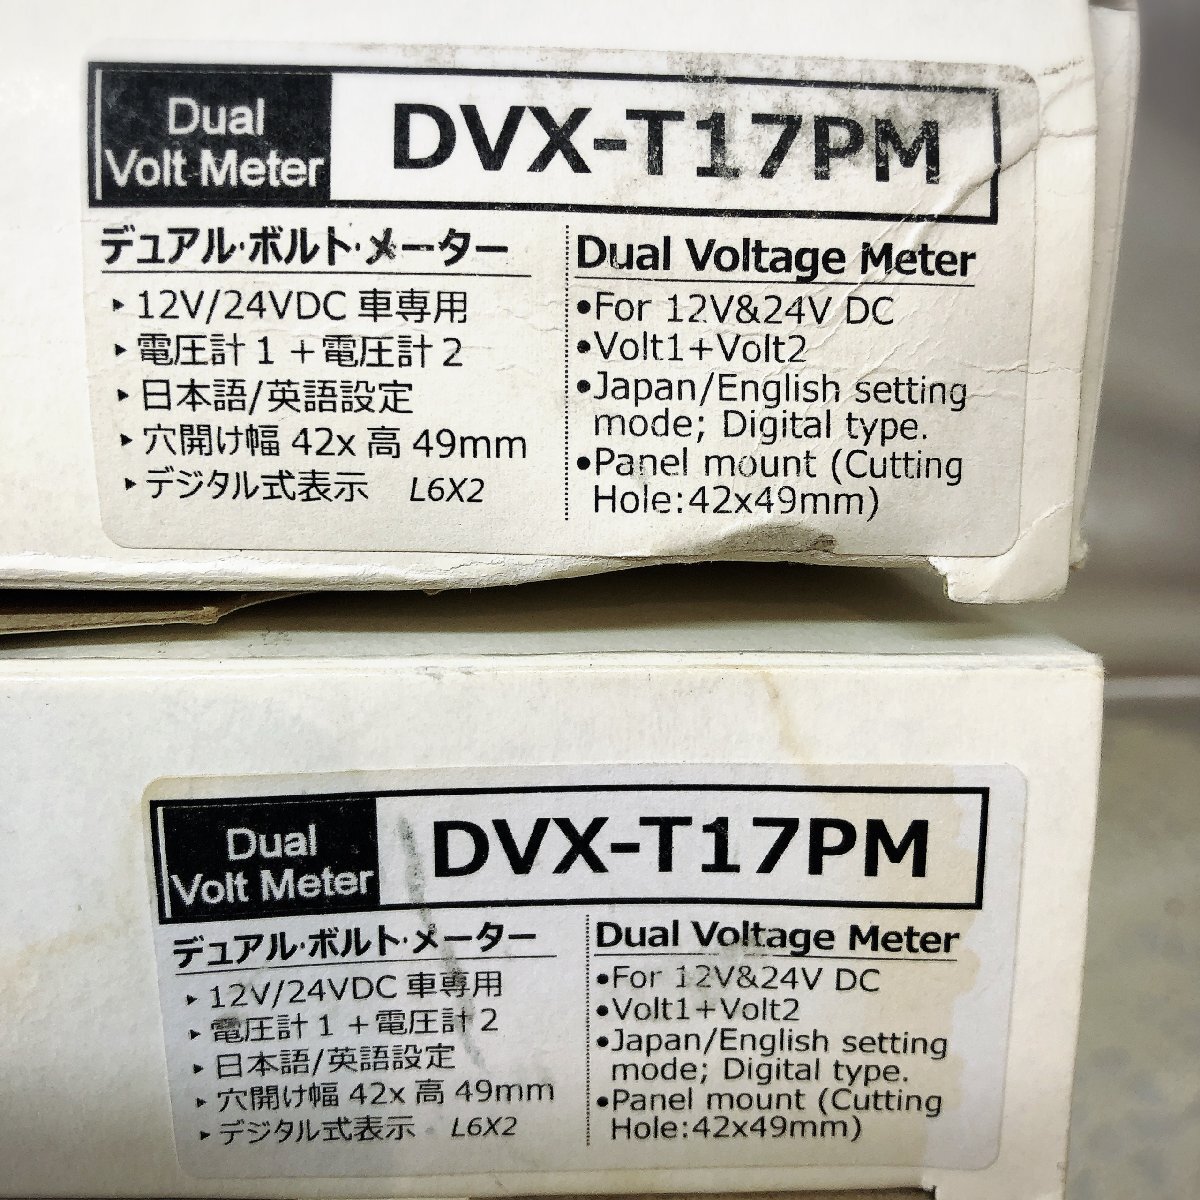 Dual
Volt Meter
DVX-T17PM
デュアル･ボルト･メーター
▸ 12V/24VDC 車専用
▸ 電圧計 1 + 電圧計 2
▸ 日本語/英語設定
▸ 穴開け幅 42x 高 49mm
▸ デジタル式表示 L6X2
Dual Voltage Meter
•For 12V&24V DC
•Volt1+Volt2
•Japan/English setting
mode; Digital type.
•Panel mount (Cutting
Hole:42x49mm)
Dual
Volt Meter
DVX-T17PM
デュアル･ボルト･メーター
▸ 12V/24VDC 車専用
▸ 電圧計 1 + 電圧計 2
▸ 日本語/英語設定
▸ 穴開け幅 42x 高 49mm
▸ デジタル式表示 L6X2
Dual Voltage Meter
•For 12V&24V DC
•Volt1+Volt2
•Japan/English setting
mode; Digital type.
•Panel mount (Cutting
Hole:42x49mm)